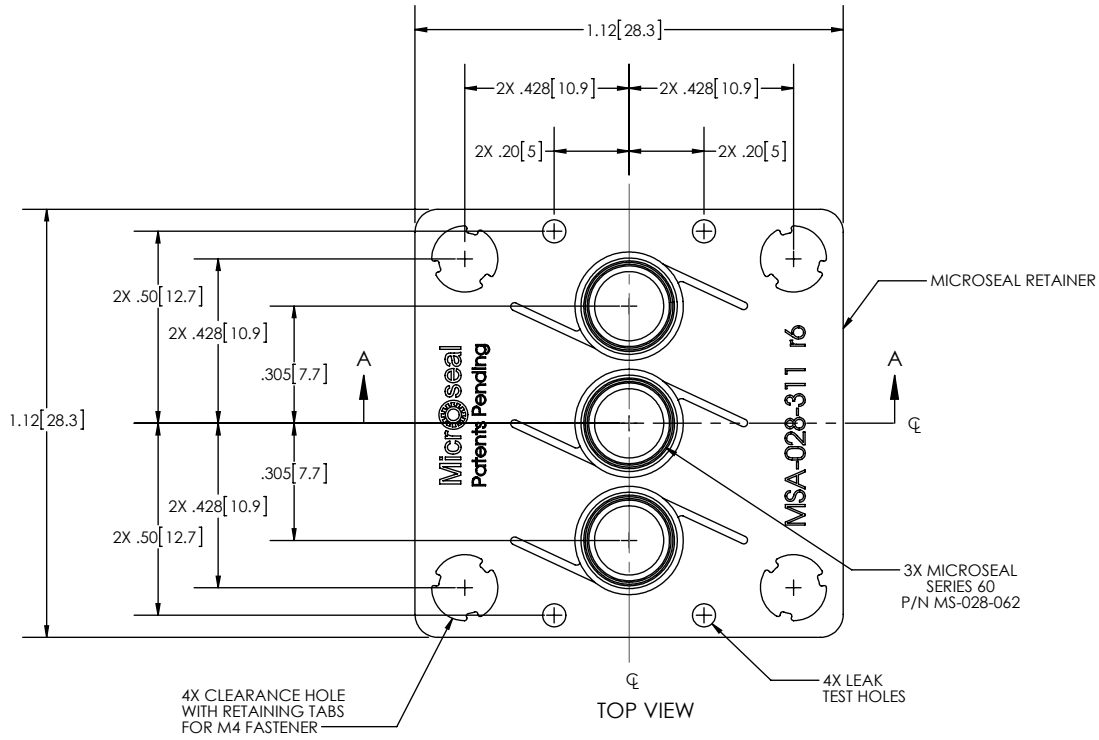 1.12[28.3]
2X .428[10.9]
2X .428[10.9]
2X .20[5]
2X .20[5]
MICROSEAL RETAINER
2X .50[12.7]
2X .428[10.9]
.305[7.7]
A
A
1.12[28.3]
℄
Microseal
Patents Pending
MSA-028-311 r6
.305[7.7]
2X .428[10.9]
2X .50[12.7]
3X MICROSEAL
SERIES 60
P/N MS-028-062
℄
4X CLEARANCE HOLE
WITH RETAINING TABS
FOR M4 FASTENER
TOP VIEW
4X LEAK
TEST HOLES